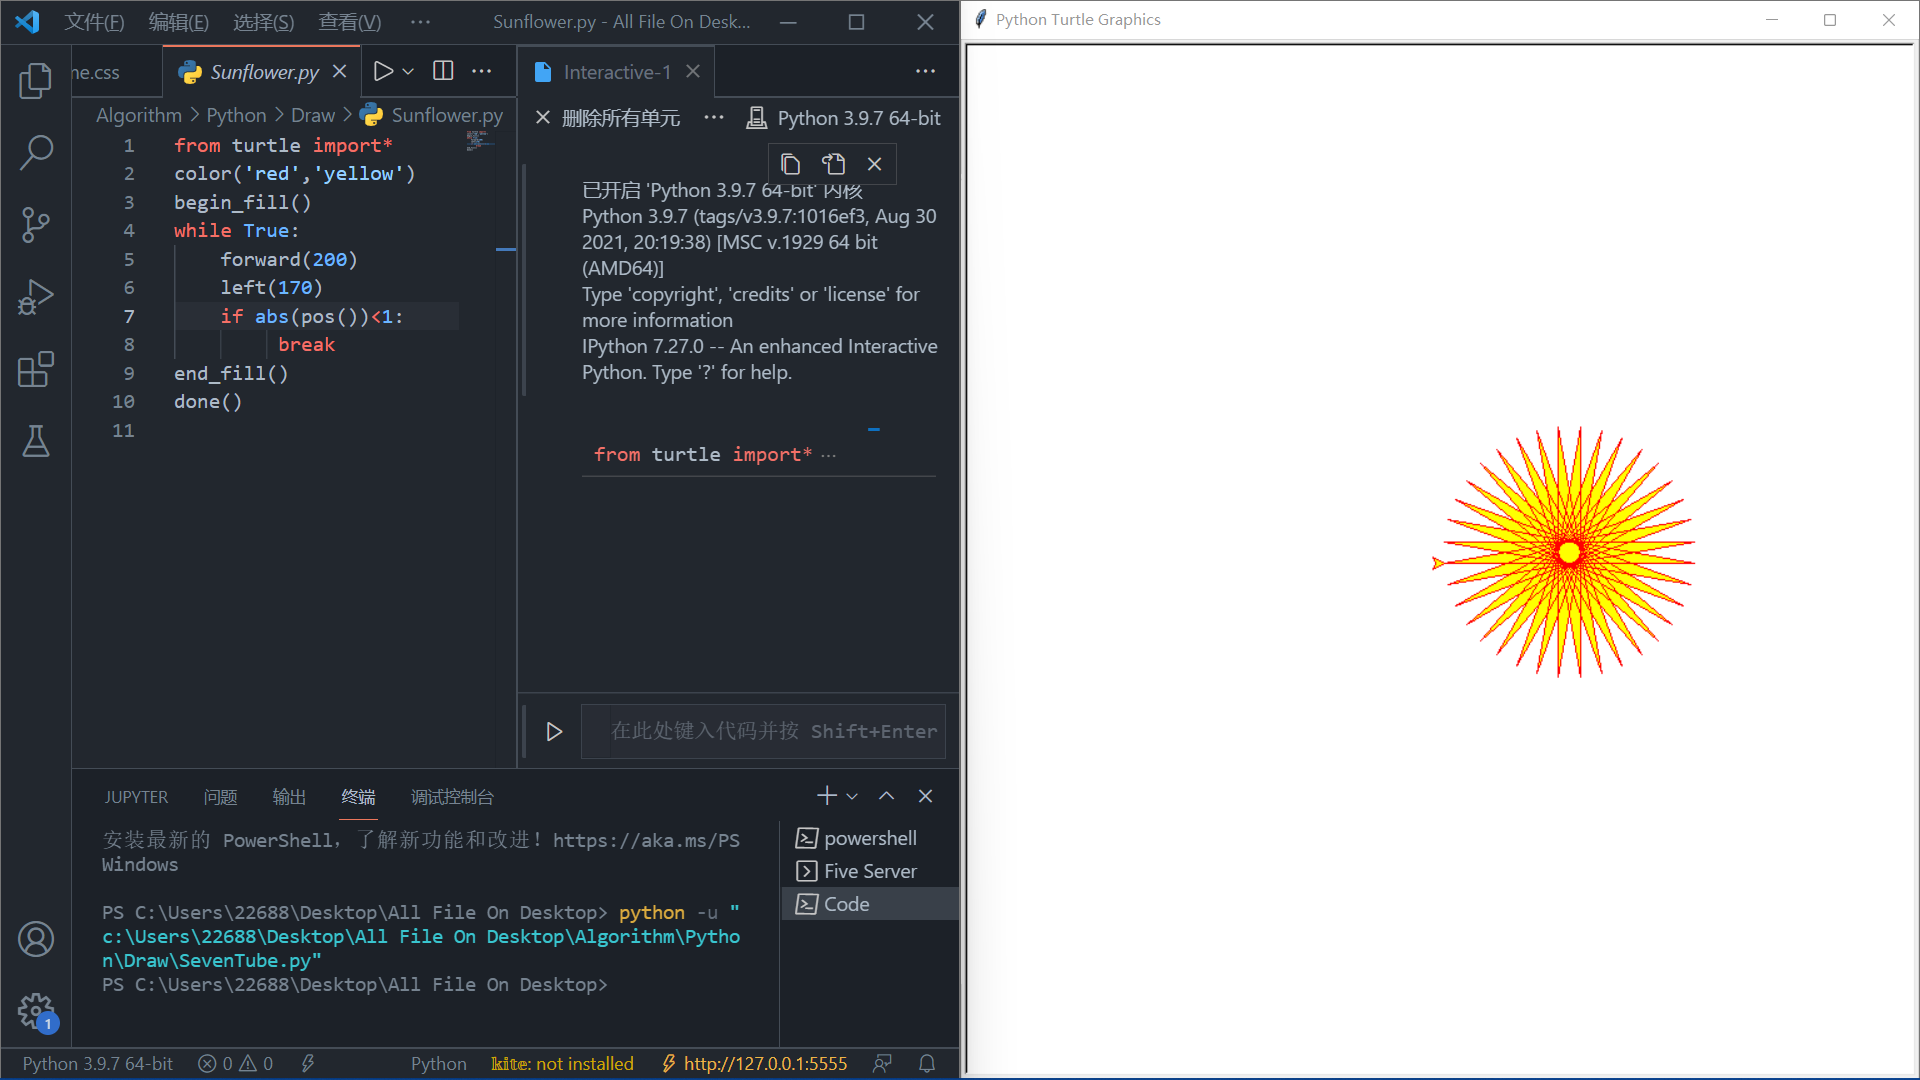 文件(F) 编辑(E) 选择(S) 查看(V) ··· Sunflower.py - All File On Desk...
Python Turtle Graphics
me.css Sunflower.py
Interactive-1
Algorithm > Python > Draw > Sunflower.py
删除所有单元 ··· Python 3.9.7 64-bit
1 from turtle import*
2 color('red','yellow')
3 begin_fill()
4 while True:
5 forward(200)
6 left(170)
7 if abs(pos())<1:
8 break
9 end_fill()
10 done()
11
已开启 'Python 3.9.7 64-bit' 内核
Python 3.9.7 (tags/v3.9.7:1016ef3, Aug 30
2021, 20:19:38) [MSC v.1929 64 bit
(AMD64)]
Type 'copyright', 'credits' or 'license' for
more information
IPython 7.27.0 -- An enhanced Interactive
Python. Type '?' for help.
from turtle import* ···
在此处键入代码并按 Shift+Enter
JUPYTER 问题 输出 终端 调试控制台
安装最新的 PowerShell，了解新功能和改进！https://aka.ms/PS
Windows
PS C:\Users\22688\Desktop\All File On Desktop> python -u "
c:\Users\22688\Desktop\All File On Desktop\Algorithm\Pytho
n\Draw\SevenTube.py"
PS C:\Users\22688\Desktop\All File On Desktop>
powershell
Five Server
Code
1
Python 3.9.7 64-bit 0 0 Python kite: not installed http://127.0.0.1:5555